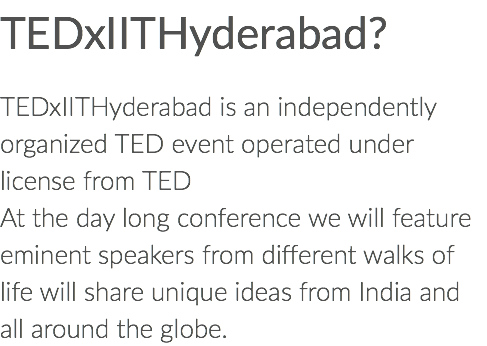 TEDxIITHyderabad?
TEDxIITHyderabad is an independently
organized TED event operated under
license from TED
At the day long conference we will feature
eminent speakers from different walks of
life will share unique ideas from India and
all around the globe.